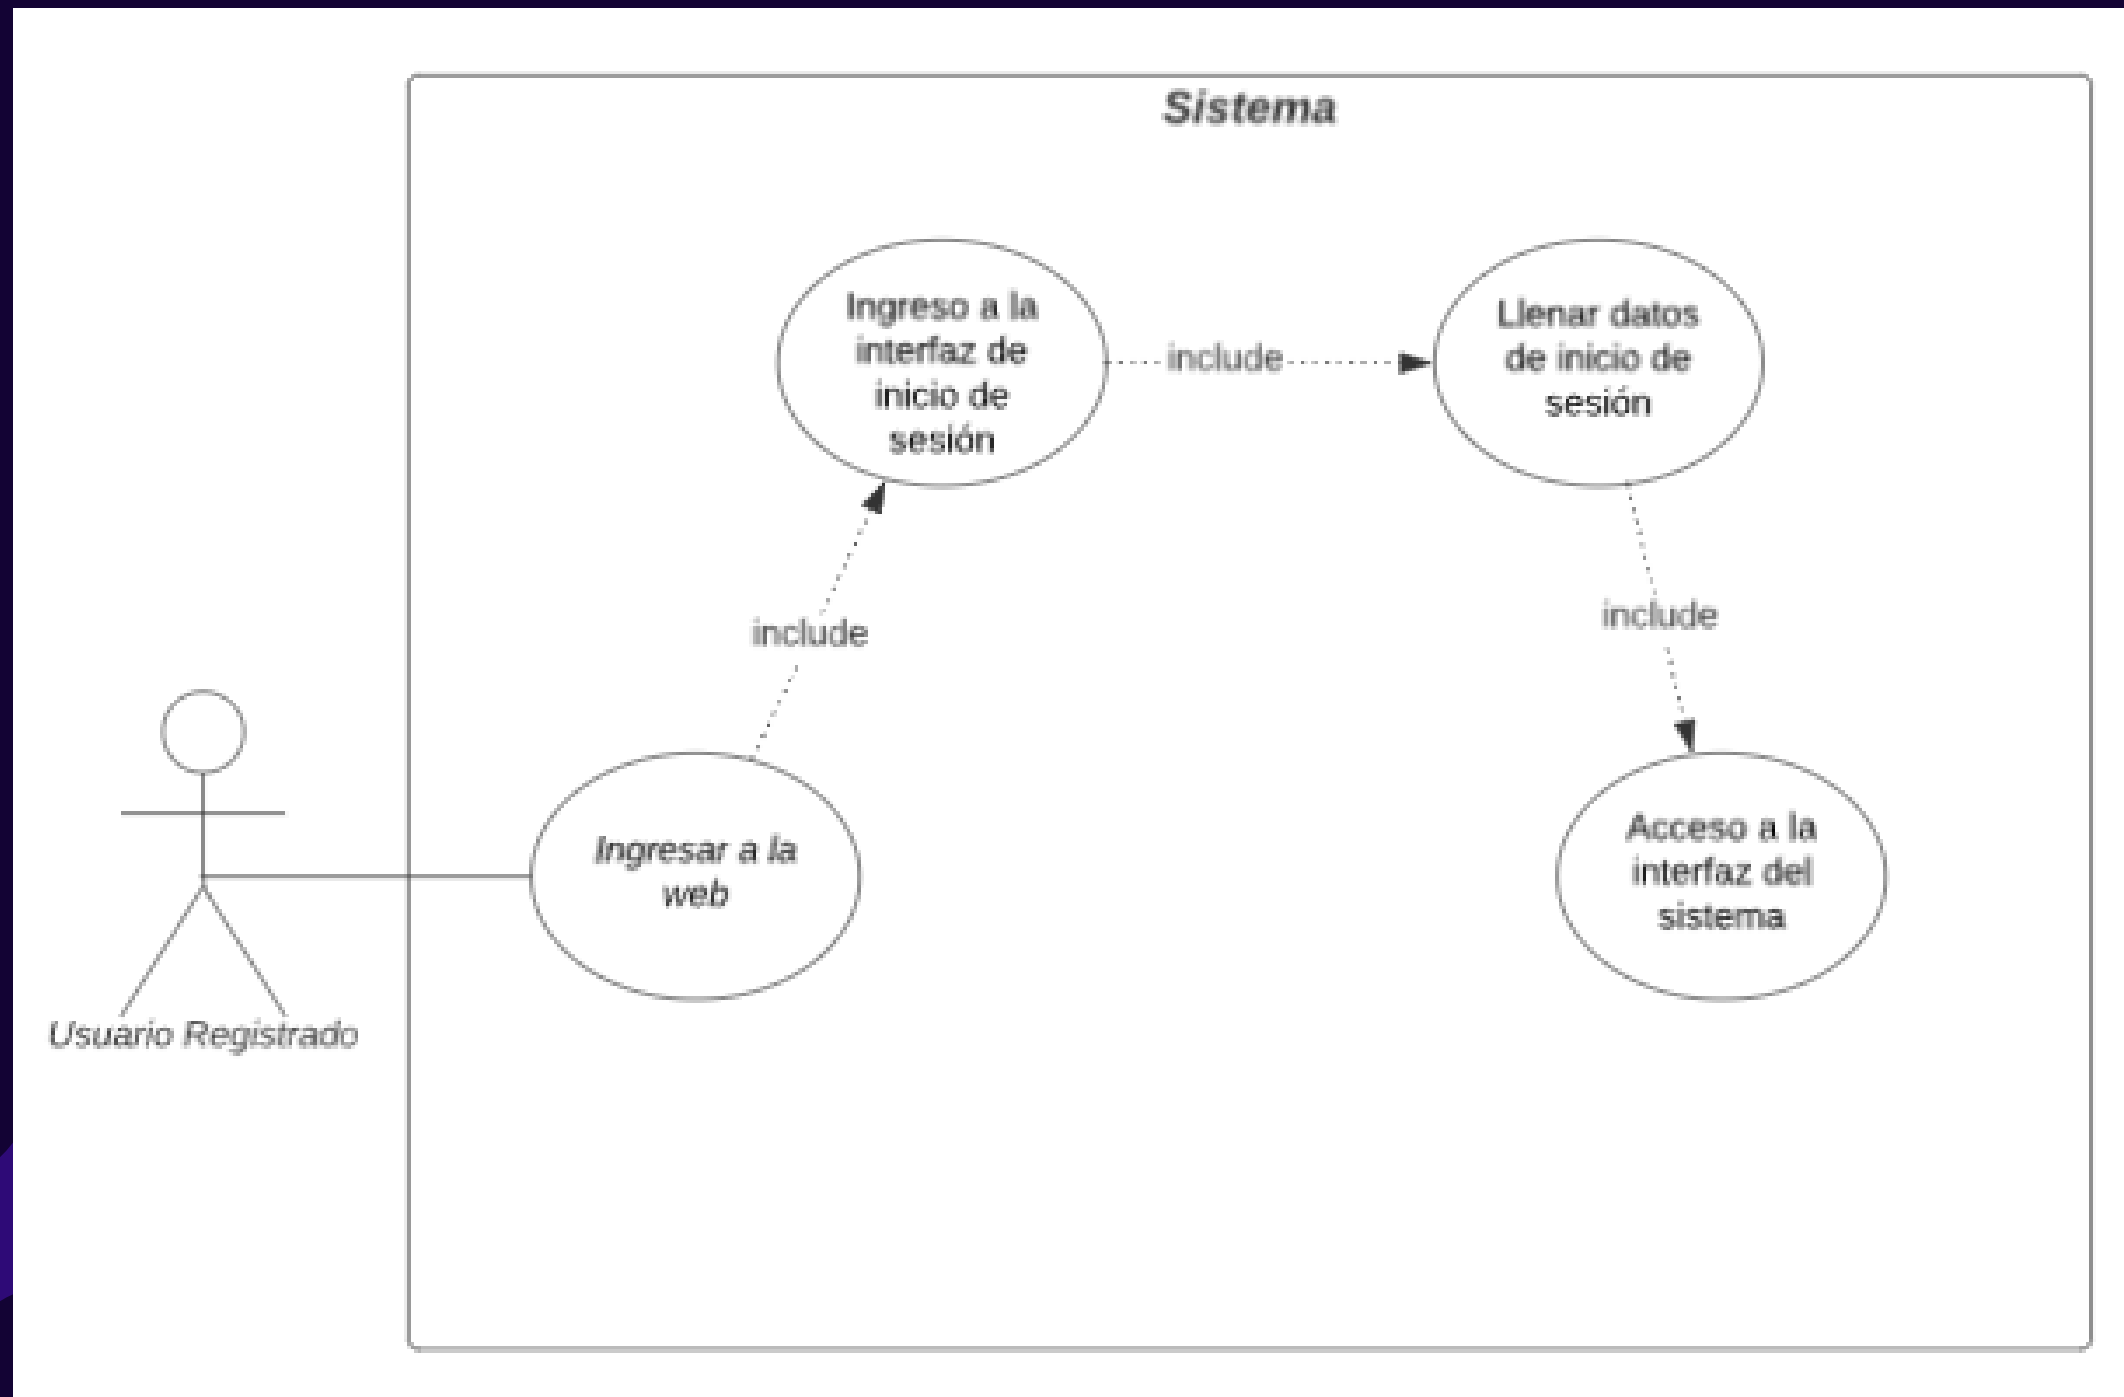 Sistema
Ingreso a la
interfaz de
inicio de
sesión
include
Llenar datos
de inicio de
sesión
include
include
Ingresar a la
web
Acceso a la
interfaz del
sistema
Usuario Registrado